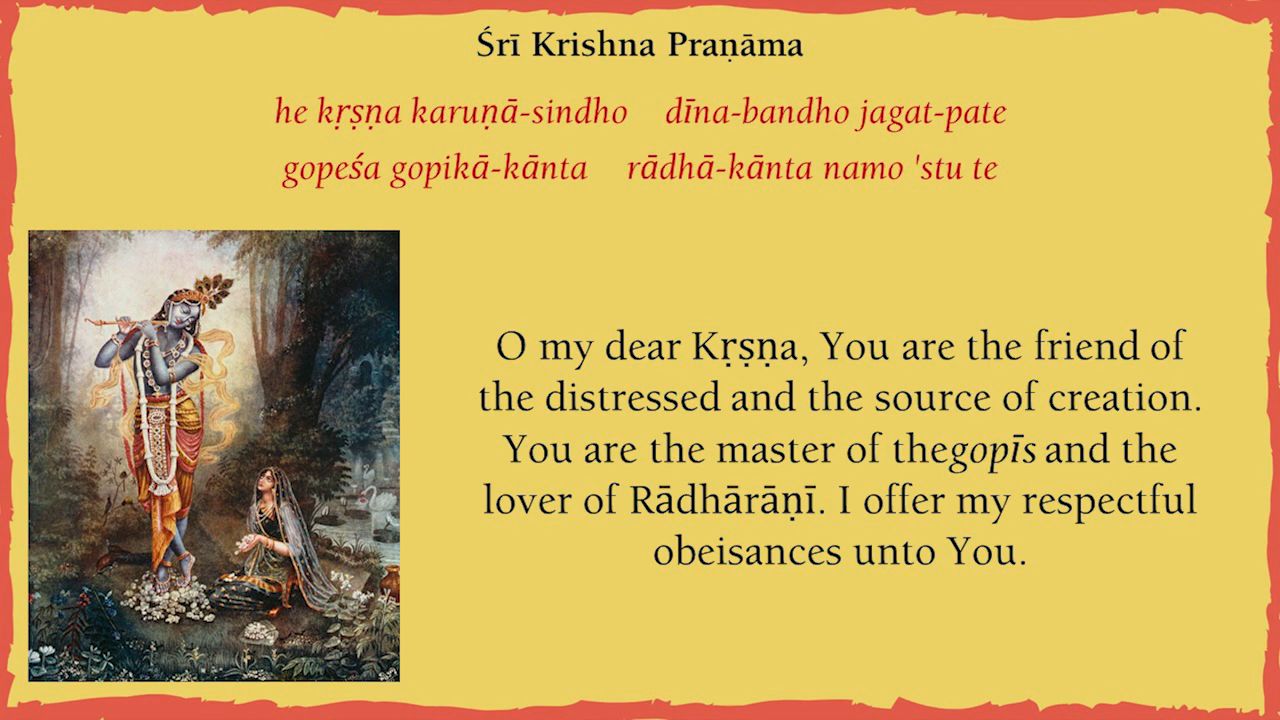 Śrī Krishna Praṇāma
he kṛṣṇa karuṇā-sindho dīna-bandho jagat-pate
gopeśa gopikā-kānta rādhā-kānta namo 'stu te
O my dear Kṛṣṇa, You are the friend of
the distressed and the source of creation.
You are the master of thegopīs and the
lover of Rādhārāṇī. I offer my respectful
obeisances unto You.